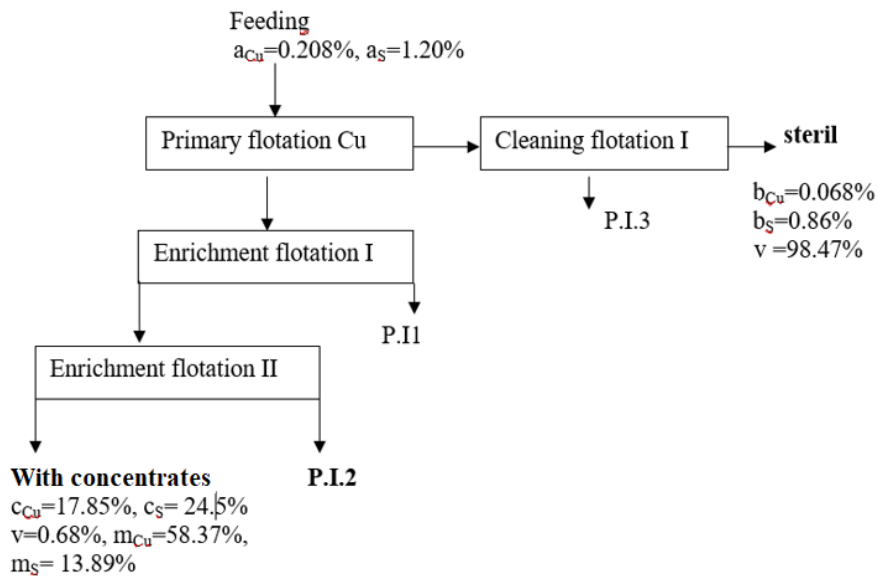 Feeding
aCu=0.208%, aS=1.20%
Primary flotation Cu
Cleaning flotation I
steril
bCu=0.068%
bS=0.86%
v =98.47%
P.I.3
Enrichment flotation I
P.I1
Enrichment flotation II
With concentrates
cCu=17.85%, cS= 24.5%
v=0.68%, mCu=58.37%,
mS= 13.89%
P.I.2